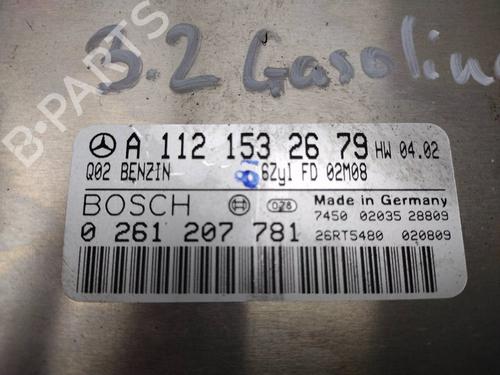 3.2 Gasoline
B-PARTS
A 112 153 26 79 HW 04.02
Q02 BENZIN 6Zyl FD 02M08
BOSCH 028 Made in Germany
7450 02035 28809
0 261 207 781 26RT5480 020809